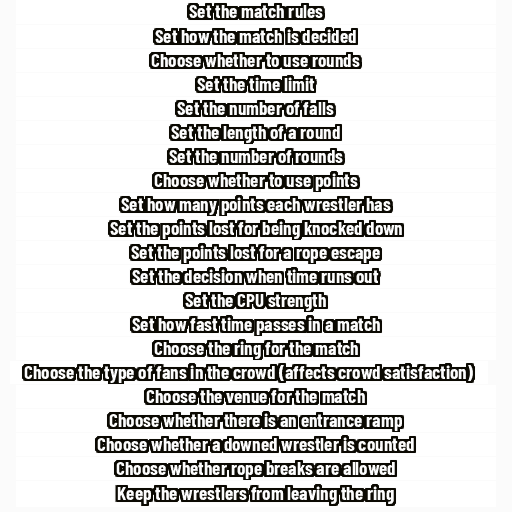 Set the match rules
Set how the match is decided
Choose whether to use rounds
Set the time limit
Set the number of falls
Set the length of a round
Set the number of rounds
Choose whether to use points
Set how many points each wrestler has
Set the points lost for being knocked down
Set the points lost for a rope escape
Set the decision when time runs out
Set the CPU strength
Set how fast time passes in a match
Choose the ring for the match
Choose the type of fans in the crowd (affects crowd satisfaction)
Choose the venue for the match
Choose whether there is an entrance ramp
Choose whether a downed wrestler is counted
Choose whether rope breaks are allowed
Keep the wrestlers from leaving the ring